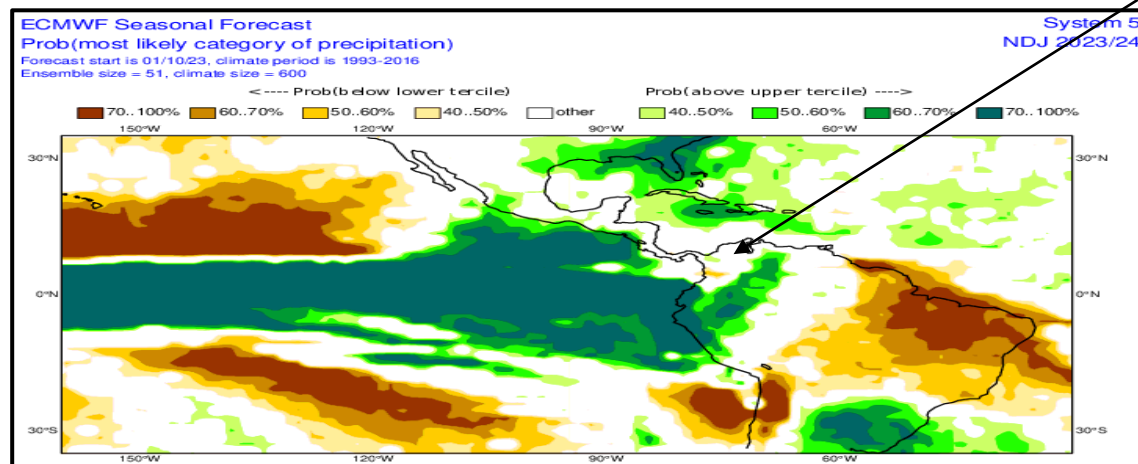 ECMWF Seasonal Forecast
System 5
Prob(most likely category of precipitation)
NDJ 2023/24
Forecast start is 01/10/23, climate period is 1993-2016
Ensemble size = 51, climate size = 600
<---- Prob(below lower tercile)
Prob(above upper tercile) ---->
70..100% 60..70% 50..60% 40..50% other 40..50% 50..60% 60..70% 70..100%
150°W 120°W 90°W 60°W
30°N 30°N
0°N 0°N
30°S 30°S
150°W 120°W 90°W 60°W